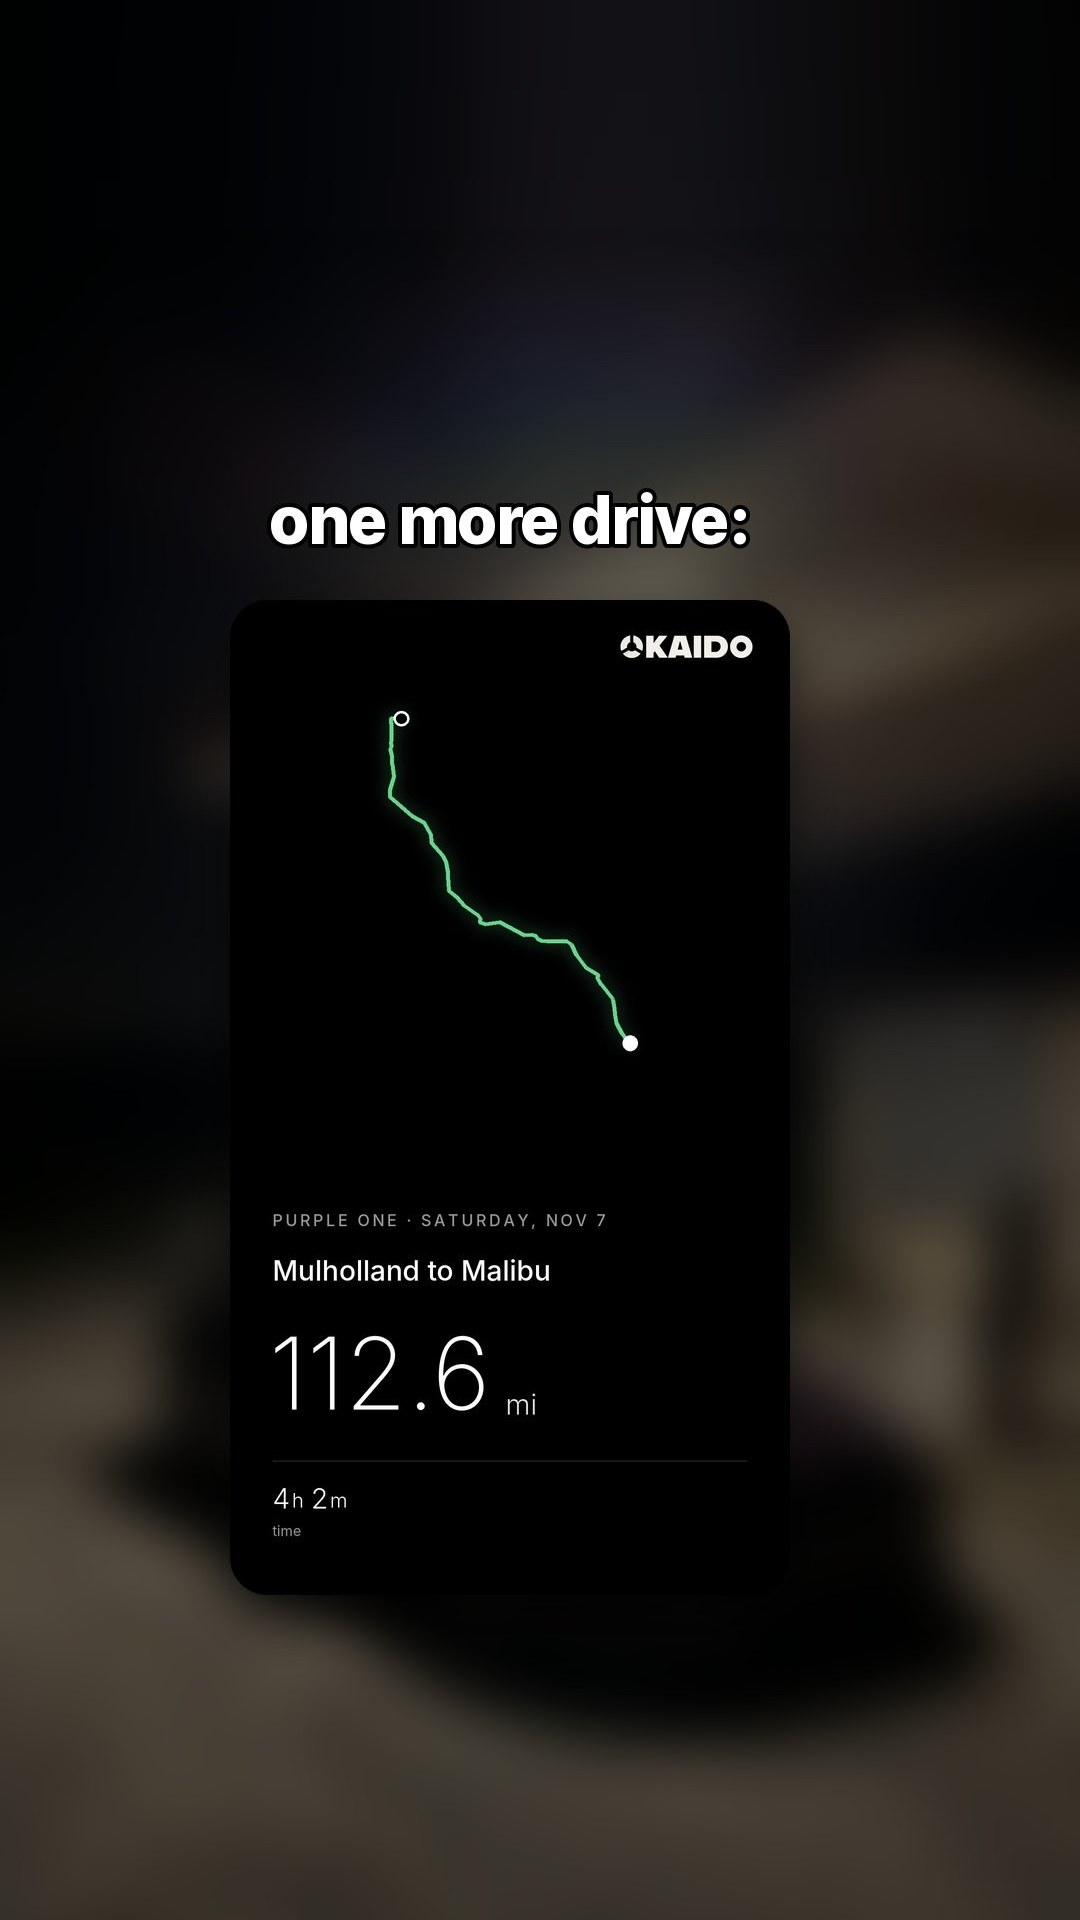 one more drive:
KAIDO
PURPLE ONE · SATURDAY, NOV 7
Mulholland to Malibu
112.6 mi
4h 2m
time